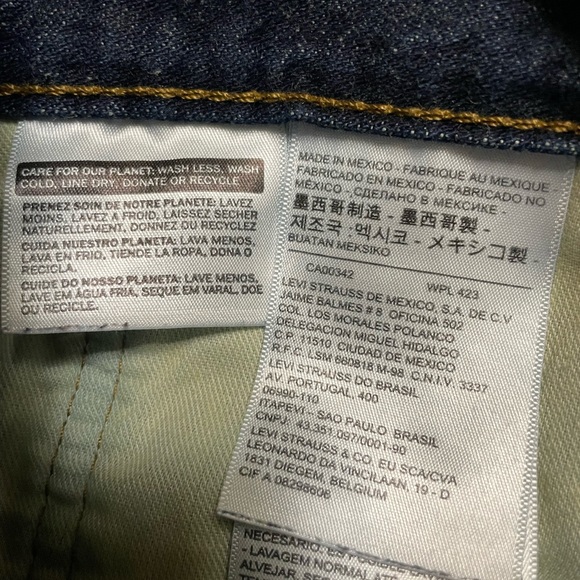 CARE FOR OUR PLANET: WASH LESS, WASH
COLD, LINE DRY, DONATE OR RECYCLE
PRENEZ SOIN DE NOTRE PLANETE: LAVEZ
MOINS, LAVEZ A FROID, LAISSEZ SECHER
NATURELLEMENT, DONNEZ OU RECYCLEZ
CUIDA NUESTRO PLANETA: LAVA MENOS,
LAVA EN FRIO, TIENDE LA ROPA, DONA O
RECICLA.
CUIDE DO NOSSO PLANETA: LAVE MENOS,
LAVE EM ÁGUA FRIA, SEQUE EM VARAL, DOE
OU RECICLE.
MADE IN MEXICO - FABRIQUE AU MEXIQUE -
FABRICADO EN MEXICO - FABRICADO NO
MÉXICO - СДЕЛАНО В МЕКСИКЕ -
墨西哥制造 - 墨西哥製 -
제조국 :멕시코 - メキシコ製 -
BUATAN MEKSIKO
CA00342 WPL 423
LEVI STRAUSS DE MEXICO, S.A. DE C.V
JAIME BALMES # 8 OFICINA 502
COL. LOS MORALES POLANCO
DELEGACION MIGUEL HIDALGO
C.P. 11510 CIUDAD DE MEXICO
R.F.C. LSM 660818 M-98 C.N.I.V. 3337
LEVI STRAUSS DO BRASIL
AV. PORTUGAL, 400
06990-110
ITAPEVI - SAO PAULO BRASIL
CNPJ: 43.351.097/0001-90
LEVI STRAUSS & CO. EU SCA/CVA
LEONARDO DA VINCILAAN, 19 - D
1831 DIEGEM, BELGIUM
CIF A 08298606
NECESARIO,
- LAVAGEM NORMAL
ALVEJAR,